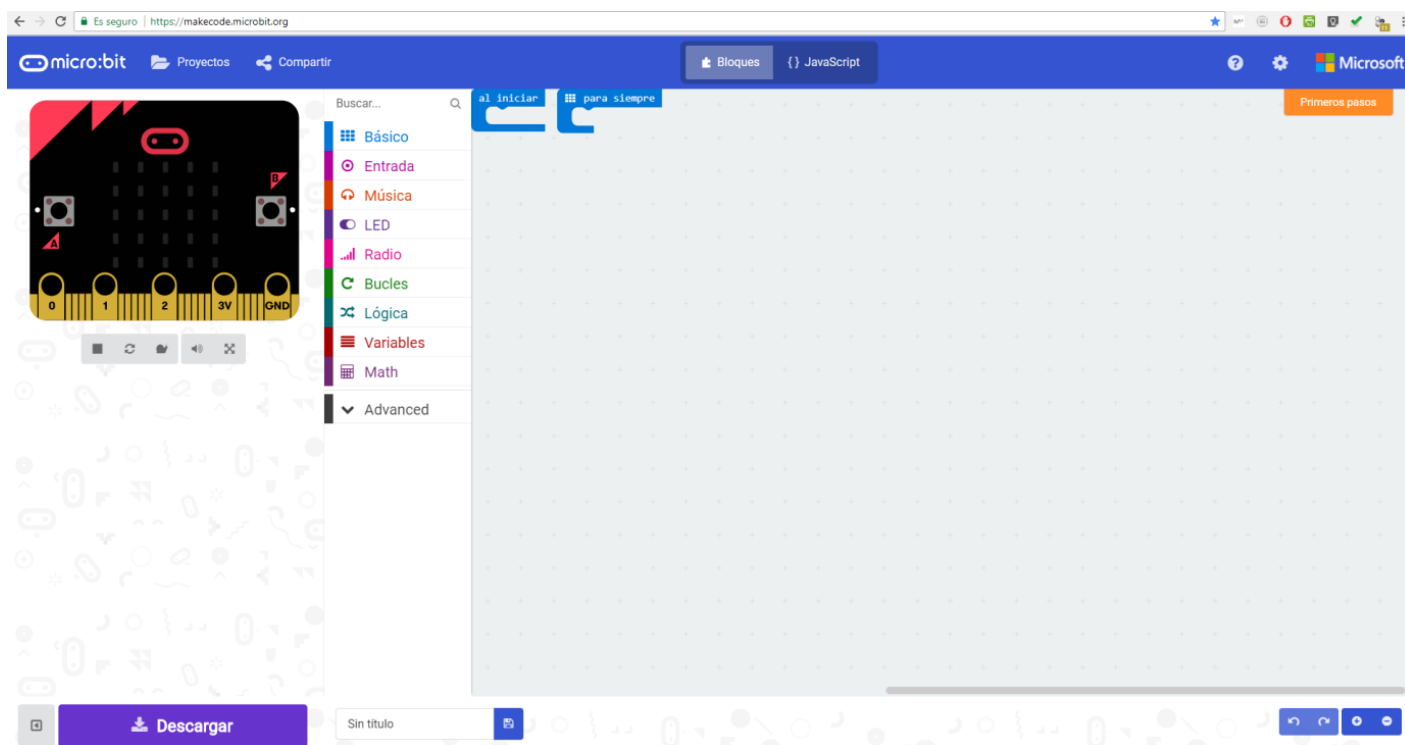 Es seguro | https://makecode.microbit.org
micro:bit Proyectos Compartir Bloques {} JavaScript Microsoft
Buscar...
al iniciar para siempre
Primeros pasos
Básico
Entrada
Música
LED
Radio
Bucles
Lógica
Variables
Math
Advanced
B
A
0 1 2 3V GND
Descargar
Sin título